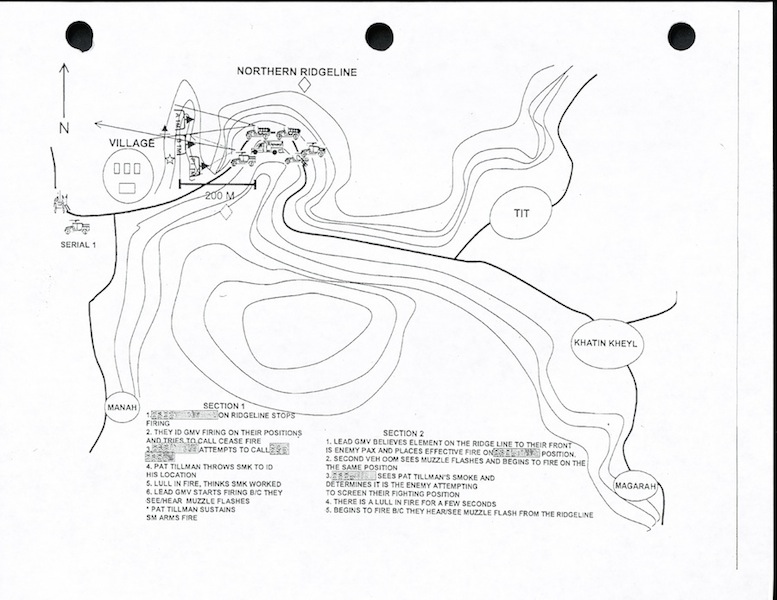 NORTHERN RIDGELINE
N
VILLAGE
200 M
TIT
SERIAL 1
KHATIN KHEYL
MANAH
MAGARAH
SECTION 1
1. ON RIDGELINE STOPS
FIRING
2. THEY ID GMV FIRING ON THEIR POSITIONS
AND TRIES TO CALL CEASE FIRE
3. ATTEMPTS TO CALL
4. PAT TILLMAN THROWS SMK TO ID
HIS LOCATION
5. LULL IN FIRE, THINKS SMK WORKED
6. LEAD GMV STARTS FIRING B/C THEY
SEE/HEAR MUZZLE FLASHES
* PAT TILLMAN SUSTAINS
SM ARMS FIRE
SECTION 2
1. LEAD GMV BELIEVES ELEMENT ON THE RIDGE LINE TO THEIR FRONT
IS ENEMY PAX AND PLACES EFFECTIVE FIRE ON POSITION.
2. SECOND VEH OOM SEES MUZZLE FLASHES AND BEGINS TO FIRE ON THE
THE SAME POSITION
3. SEES PAT TILLMAN'S SMOKE AND
DETERMINES IT IS THE ENEMY ATTEMPTING
TO SCREEN THEIR FIGHTING POSITION
4. THERE IS A LULL IN FIRE FOR A FEW SECONDS
5. BEGINS TO FIRE B/C THEY HEAR/SEE MUZZLE FLASH FROM THE RIDGELINE